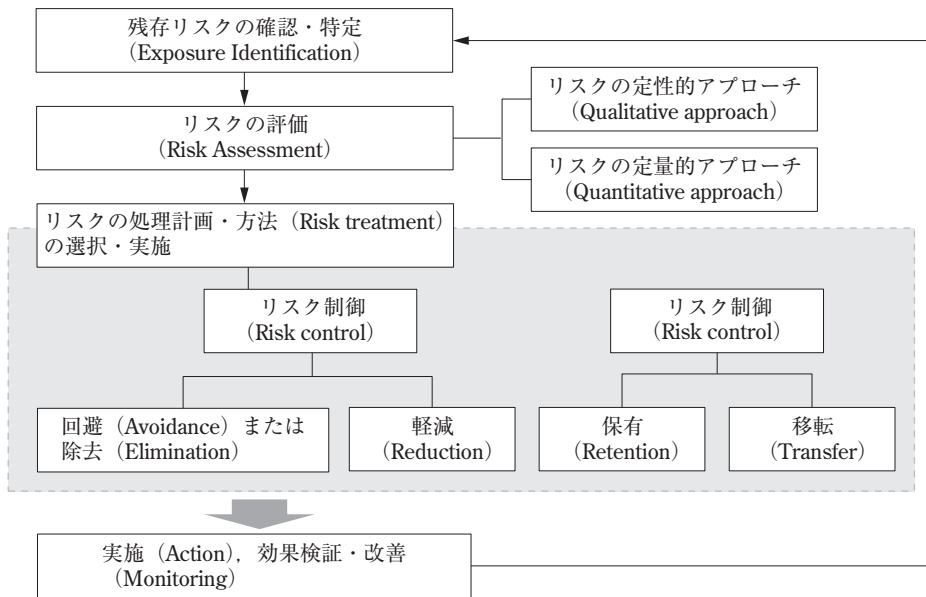 残存リスクの確認・特定
（Exposure Identification）
リスクの評価
（Risk Assessment）
リスクの定性的アプローチ
（Qualitative approach）
リスクの定量的アプローチ
（Quantitative approach）
リスクの処理計画・方法（Risk treatment）
の選択・実施
リスク制御
（Risk control）
リスク制御
（Risk control）
回避（Avoidance）または
除去（Elimination）
軽減
（Reduction）
保有
（Retention）
移転
（Transfer）
実施（Action），効果検証・改善
（Monitoring）